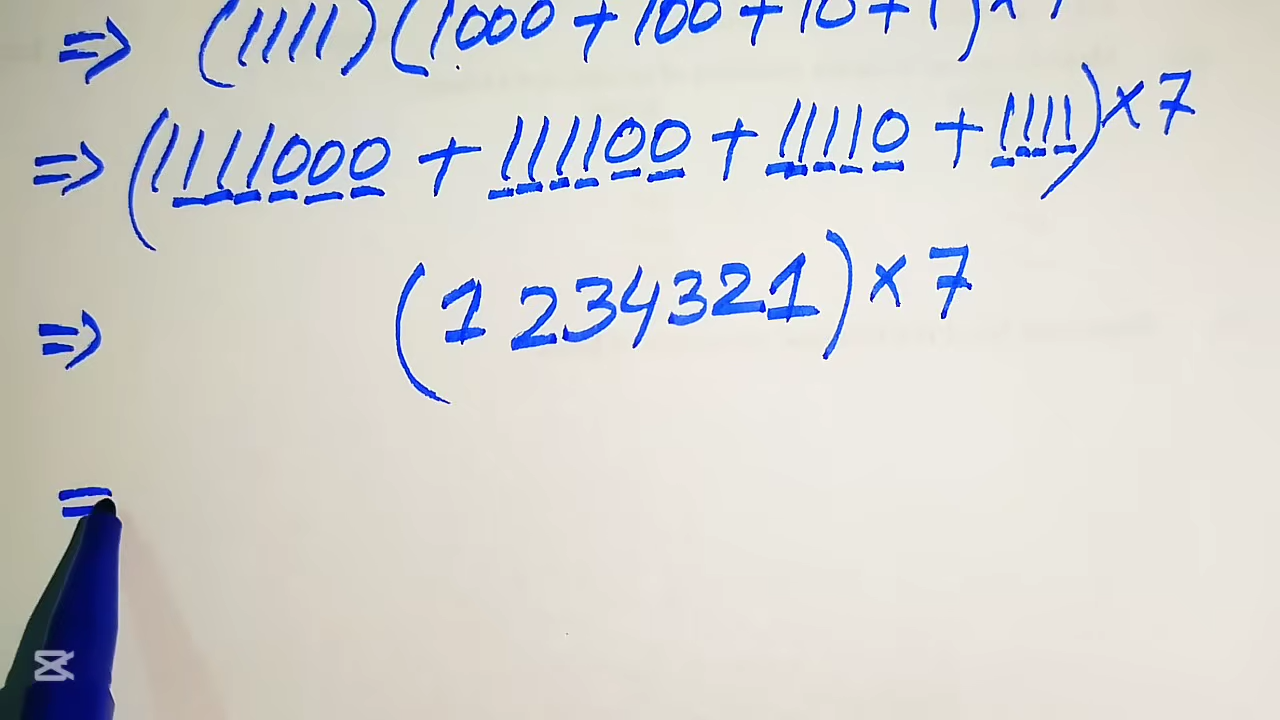 ⇒ (1111)(1000 + 100 + 10 + 1) × 7
⇒ (1111000 + 111100 + 11110 + 1111) × 7
⇒ (1234321) × 7
=